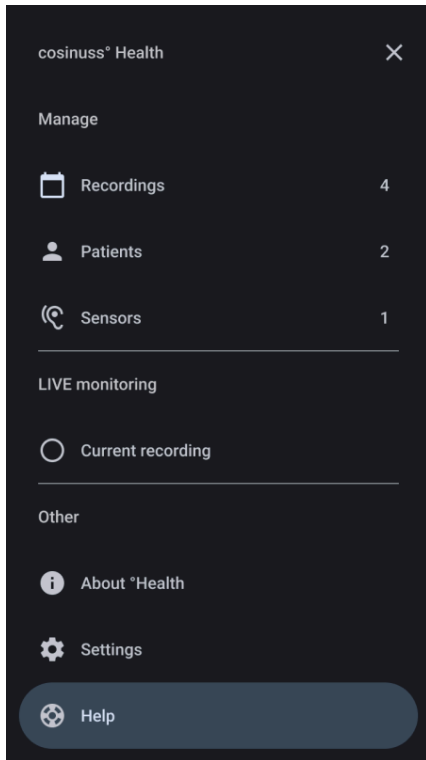 cosinuss° Health
Manage
Recordings 4
Patients 2
Sensors 1
LIVE monitoring
Current recording
Other
About °Health
Settings
Help